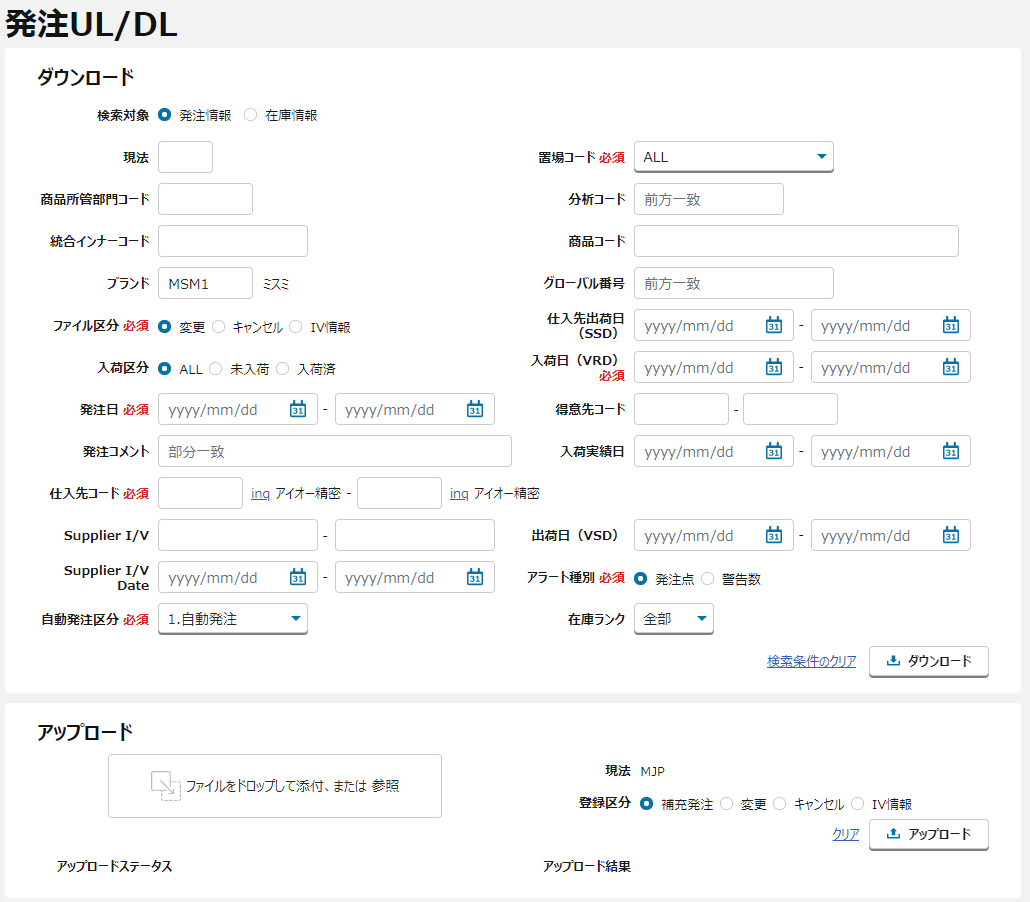 発注UL/DL
ダウンロード
検索対象 発注情報 在庫情報
現法
置場コード 必須 ALL
商品所管部門コード
分析コード 前方一致
統合インナーコード
商品コード
ブランド MSM1 ミスミ
グローバル番号 前方一致
ファイル区分 必須 変更 キャンセル IV情報
仕入先出荷日
（SSD）
yyyy/mm/dd 31 - yyyy/mm/dd 31
入荷区分 ALL 未入荷 入荷済
入荷日（VRD）
必須
yyyy/mm/dd 31 - yyyy/mm/dd 31
発注日 必須 yyyy/mm/dd 31 - yyyy/mm/dd 31
得意先コード -
発注コメント 部分一致
入荷実績日 yyyy/mm/dd 31 - yyyy/mm/dd 31
仕入先コード 必須 inq アイオー精密 - inq アイオー精密
Supplier I/V -
出荷日（VSD） yyyy/mm/dd 31 - yyyy/mm/dd 31
Supplier I/V
Date
yyyy/mm/dd 31 - yyyy/mm/dd 31
アラート種別 必須 発注点 警告数
自動発注区分 必須 1.自動発注
在庫ランク 全部
検索条件のクリア ダウンロード
アップロード
ファイルをドロップして添付、または 参照
現法 MJP
登録区分 補充発注 変更 キャンセル IV情報
クリア アップロード
アップロードステータス
アップロード結果